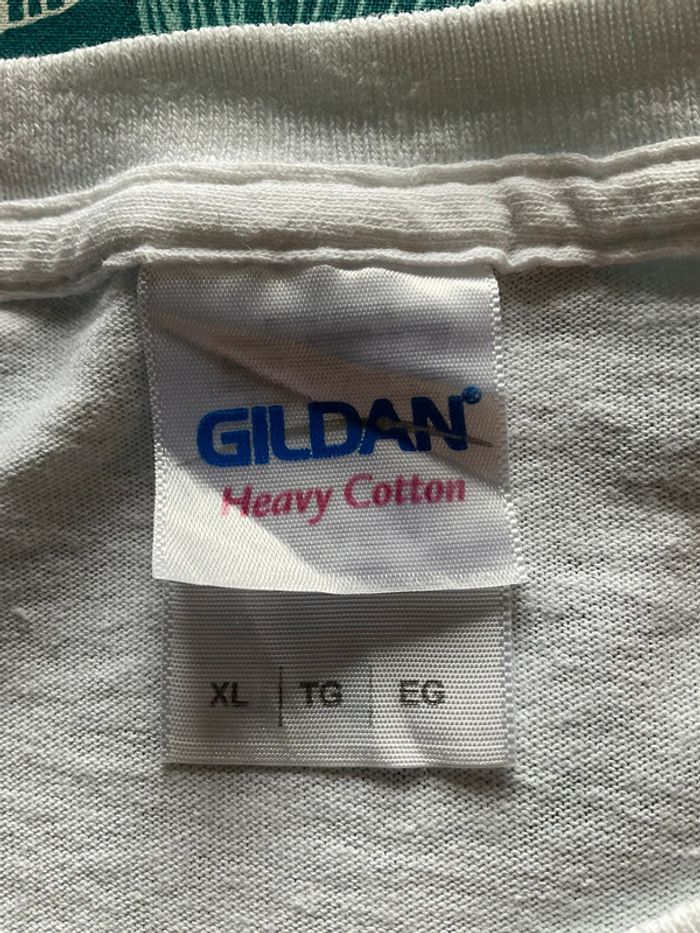 GILDAN®
Heavy Cotton
XL | TG | EG